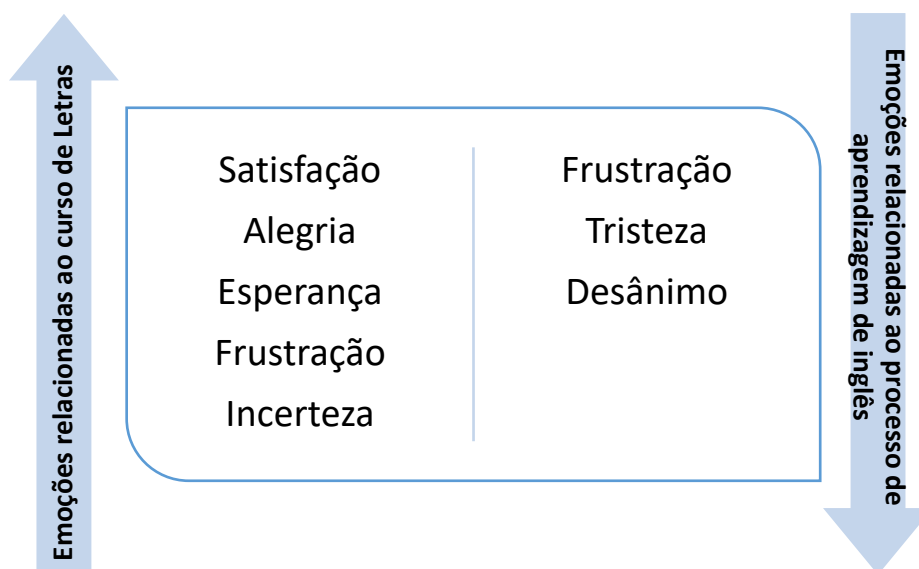 Emoções relacionadas ao curso de Letras
Satisfação
Alegria
Esperança
Frustração
Incerteza
Frustração
Tristeza
Desânimo
Emoções relacionadas ao processo de
aprendizagem de inglês